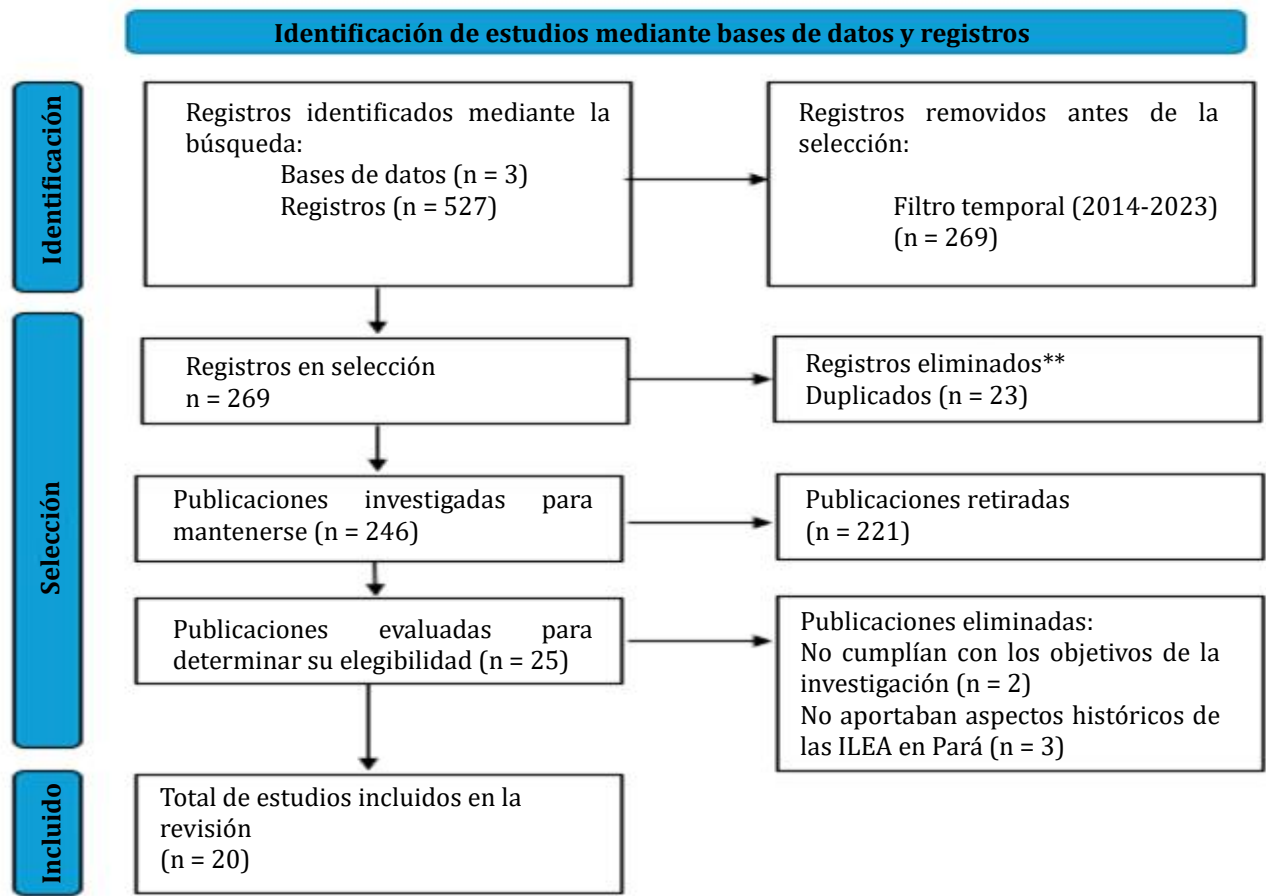 Identificación de estudios mediante bases de datos y registros
Identificación
Registros identificados mediante la
búsqueda:
Bases de datos (n = 3)
Registros (n = 527)
Registros removidos antes de la
selección:
Filtro temporal (2014-2023)
(n = 269)
Selección
Registros en selección
n = 269
Registros eliminados**
Duplicados (n = 23)
Publicaciones investigadas para
mantenerse (n = 246)
Publicaciones retiradas
(n = 221)
Publicaciones evaluadas para
determinar su elegibilidad (n = 25)
Publicaciones eliminadas:
No cumplían con los objetivos de la
investigación (n = 2)
No aportaban aspectos históricos de
las ILEA en Pará (n = 3)
Incluido
Total de estudios incluidos en la
revisión
(n = 20)